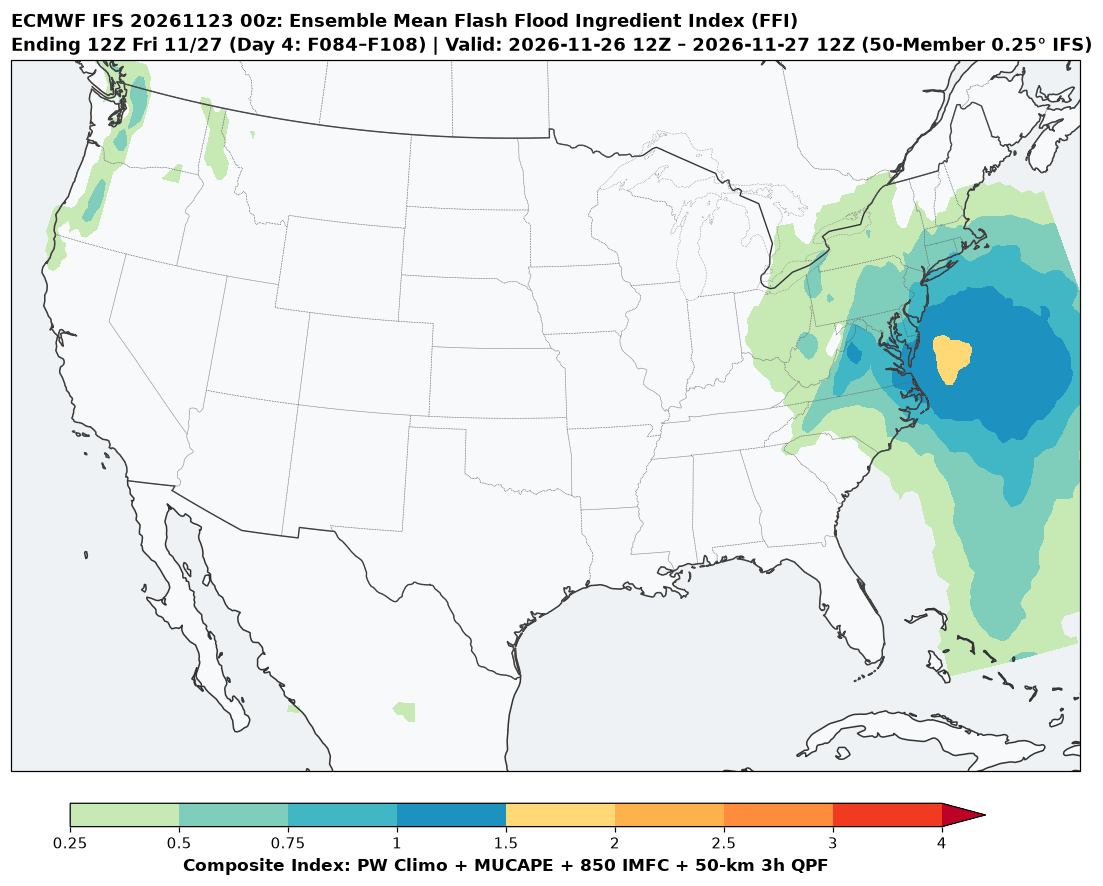 ECMWF IFS 20261123 00z: Ensemble Mean Flash Flood Ingredient Index (FFI)
Ending 12Z Fri 11/27 (Day 4: F084–F108) | Valid: 2026-11-26 12Z – 2026-11-27 12Z (50-Member 0.25° IFS)
0.25 0.5 0.75 1 1.5 2 2.5 3 4
Composite Index: PW Climo + MUCAPE + 850 IMFC + 50-km 3h QPF